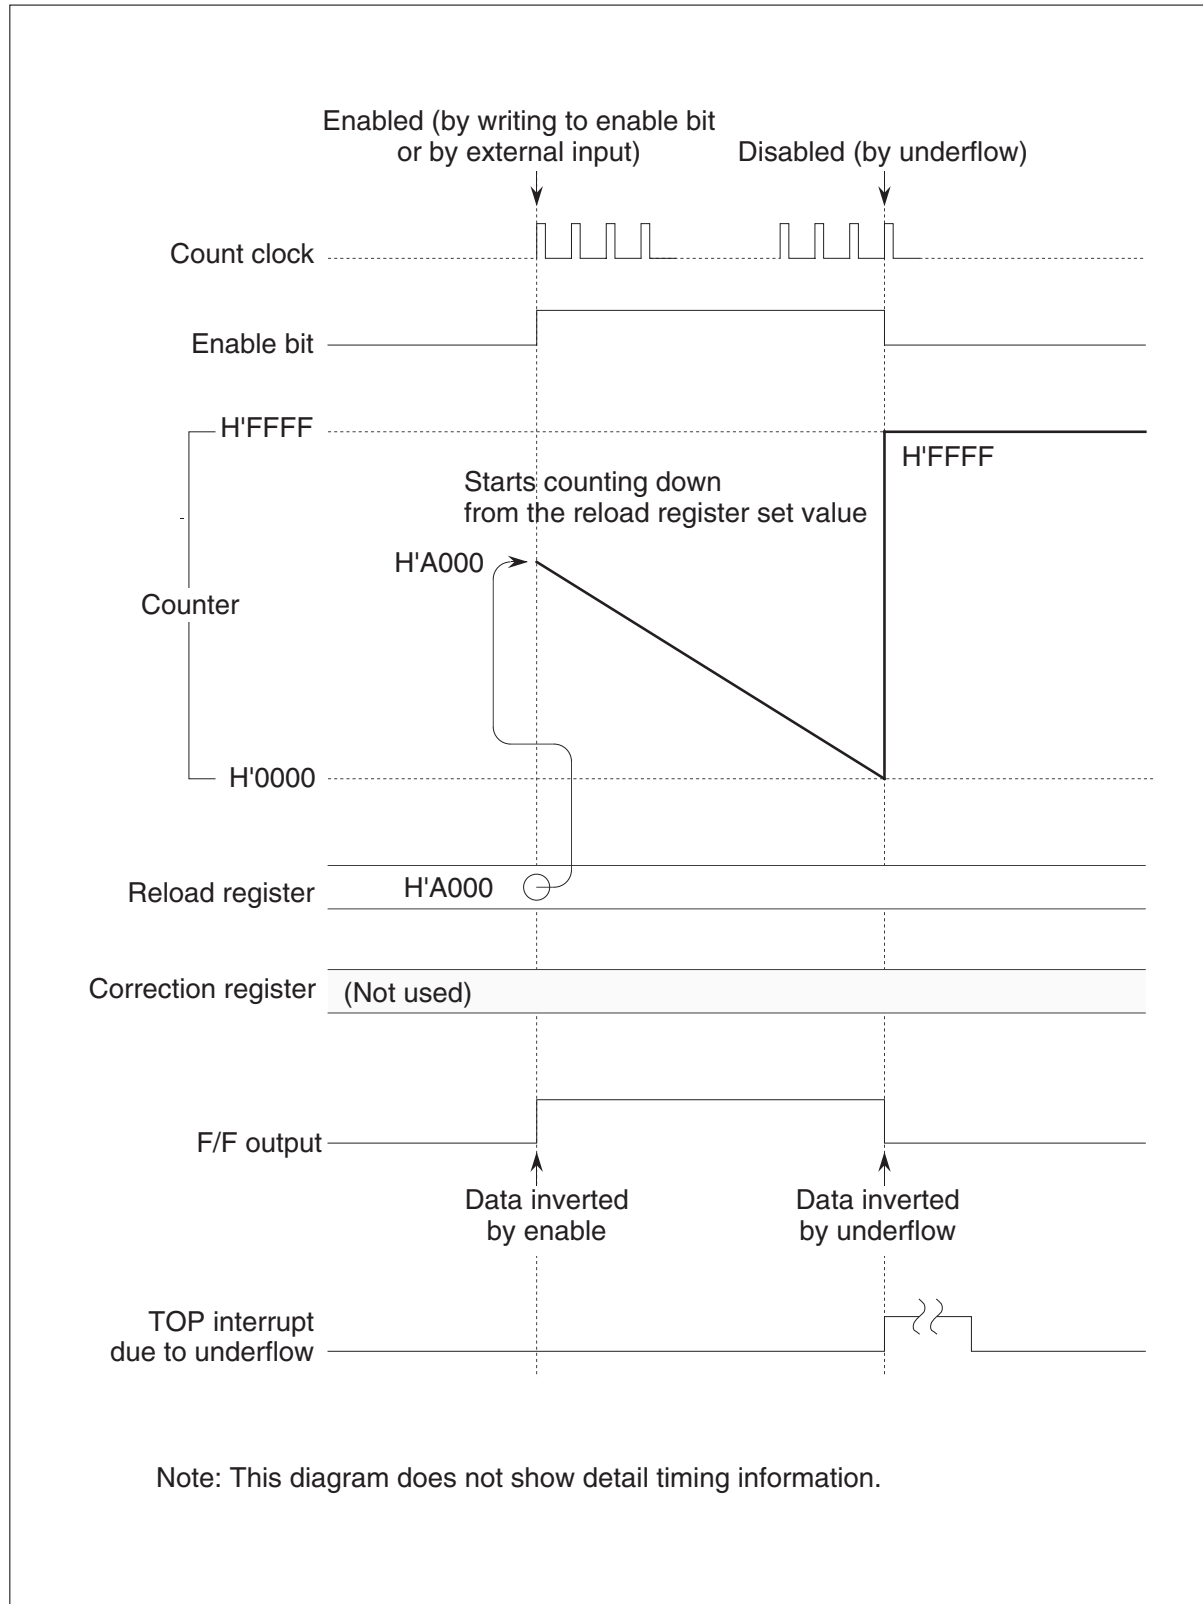 Enabled (by writing to enable bit
or by external input)
Disabled (by underflow)
Count clock
Enable bit
H'FFFF
H'FFFF
Starts counting down
from the reload register set value
H'A000
Counter
H'0000
Reload register
H'A000
Correction register
(Not used)
F/F output
Data inverted
by enable
Data inverted
by underflow
TOP interrupt
due to underflow
Note: This diagram does not show detail timing information.